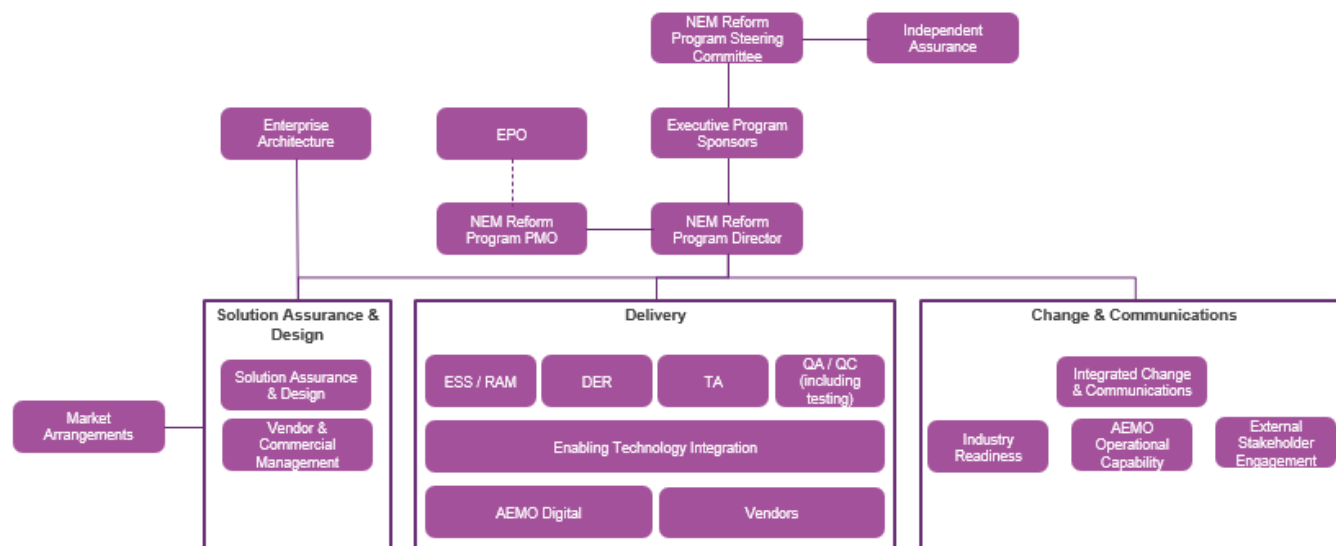 NEM Reform
Program Steering
Committee
Independent
Assurance
Enterprise
Architecture
EPO
Executive Program
Sponsors
NEM Reform
Program PMO
NEM Reform
Program Director
Solution Assurance &
Design
Solution Assurance
& Design
Vendor &
Commercial
Management
Market
Arrangements
Delivery
ESS / RAM
DER
TA
QA / QC
(including
testing)
Enabling Technology Integration
AEMO Digital
Vendors
Change & Communications
Integrated Change
& Communications
Industry
Readiness
AEMO
Operational
Capability
External
Stakeholder
Engagement